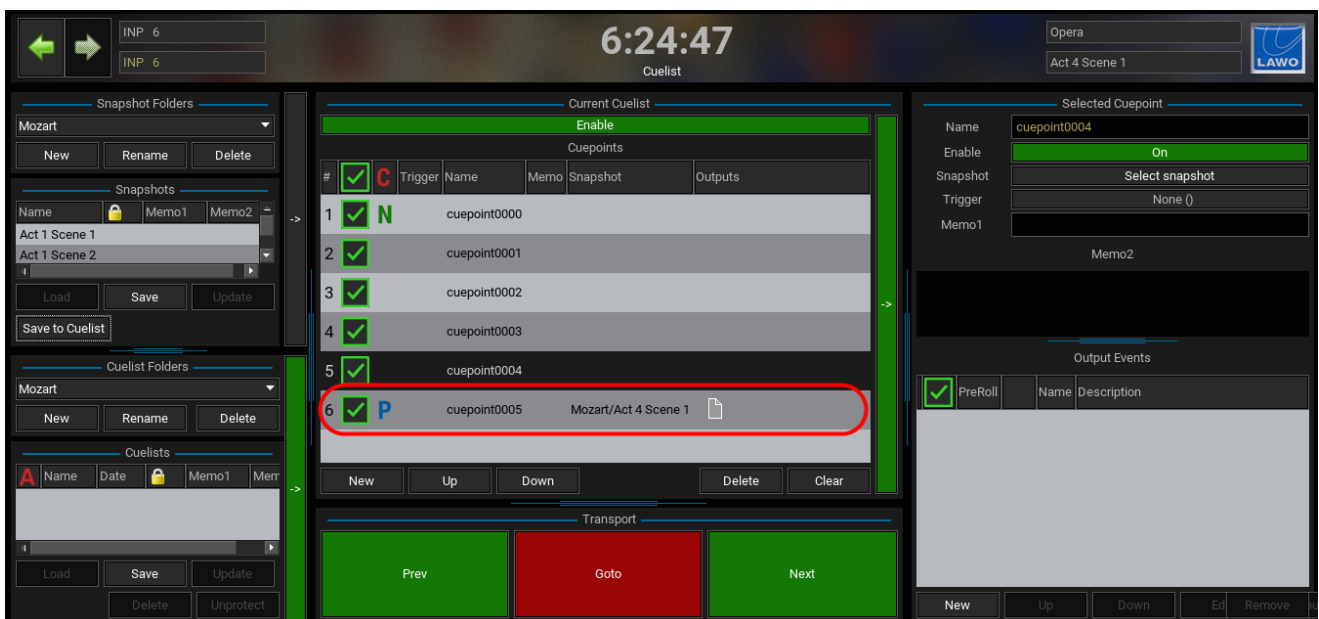 INP 6
INP 6
6:24:47
Cuelist
Opera
Act 4 Scene 1
LAWO
Snapshot Folders
Mozart
New Rename Delete
Snapshots
Name Memo1 Memo2
Act 1 Scene 1
Act 1 Scene 2
Load Save Update
Save to Cuelist
->
Cuelist Folders
Mozart
New Rename Delete
Cuelists
A Name Date Memo1 Mem
Load Save Update
Delete Unprotect
->
Current Cuelist
Enable
Cuepoints
# C Trigger Name Memo Snapshot Outputs
1 N cuepoint0000
2 cuepoint0001
3 cuepoint0002
4 cuepoint0003
5 cuepoint0004
6 P cuepoint0005 Mozart/Act 4 Scene 1
New Up Down Delete Clear
->
Transport
Prev Goto Next
Selected Cuepoint
Name cuepoint0004
Enable On
Snapshot Select snapshot
Trigger None ()
Memo1
Memo2
Output Events
PreRoll Name Description
New Up Down Ed Remove